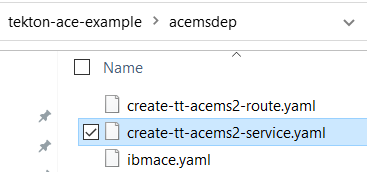 tekton-ace-example > acemsdep
Name
create-tt-acems2-route.yaml
create-tt-acems2-service.yaml
ibmace.yaml